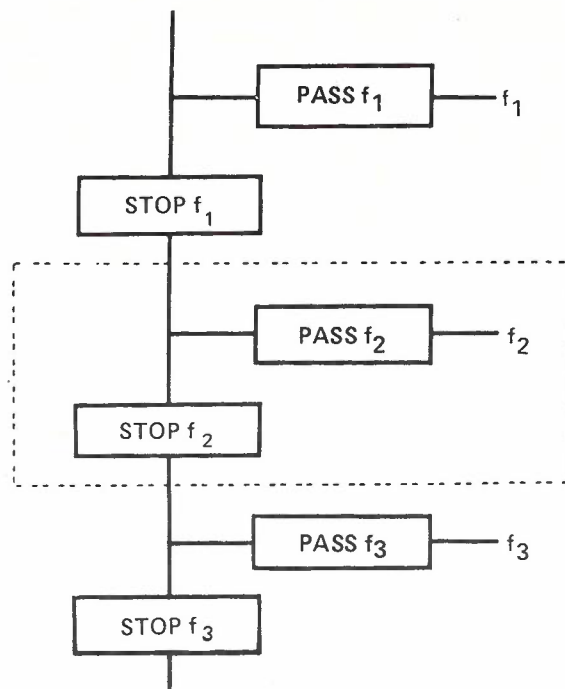 PASS f₁ f₁
STOP f₁
PASS f₂ f₂
STOP f₂
PASS f₃ f₃
STOP f₃